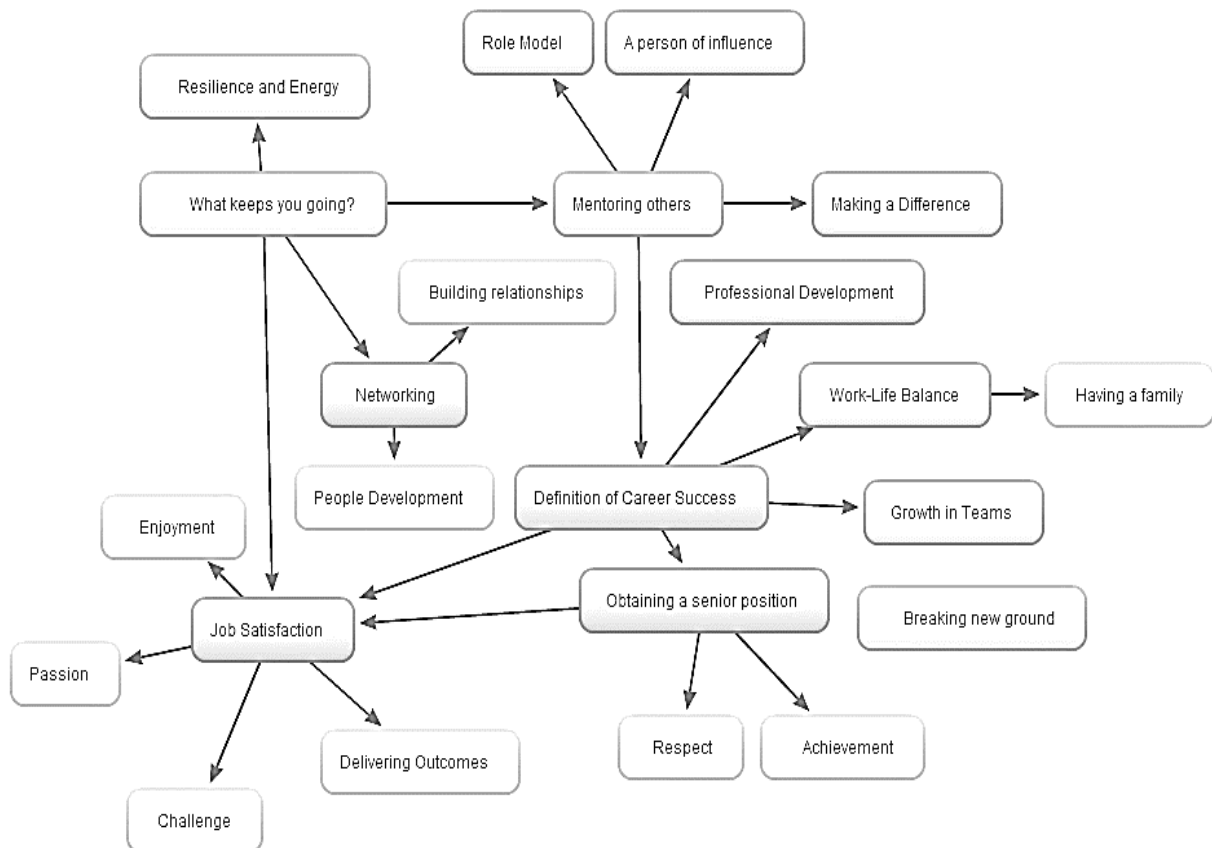 Role Model
A person of influence
Resilience and Energy
What keeps you going?
Mentoring others
Making a Difference
Building relationships
Professional Development
Networking
Work-Life Balance
Having a family
People Development
Definition of Career Success
Growth in Teams
Enjoyment
Obtaining a senior position
Breaking new ground
Job Satisfaction
Passion
Respect
Achievement
Delivering Outcomes
Challenge